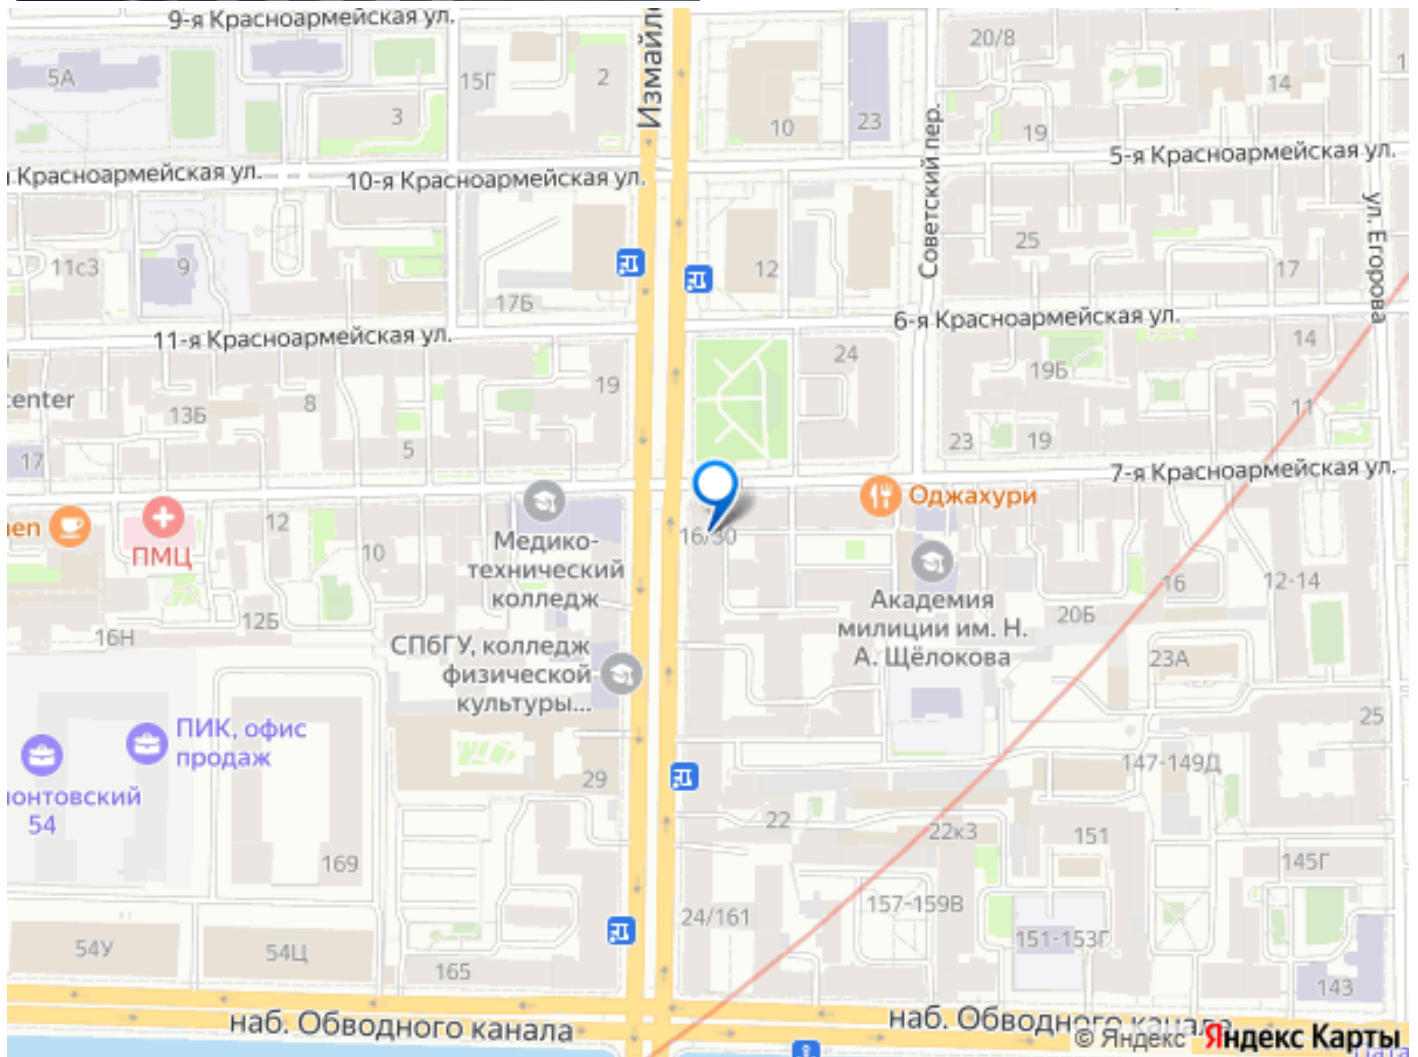 9-я Красноармейская ул.
Измайло
20/8
5А
15Г
2
14
3
10
23
19
Советский пер.
5-я Красноармейская ул.
Красноармейская ул.
10-я Красноармейская ул.
ул. Егорова
11с3
9
12
25
17
17Б
6-я Красноармейская ул.
11-я Красноармейская ул.
24
14
19
19Б
center
13Б
8
11
5
23
19
17
7-я Красноармейская ул.
Оджахури
12
ПМЦ
10
Медико-
технический
колледж
16/30
16
12-14
Академия
милиции им. Н.
А. Щёлокова
20Б
12Б
16Н
СПбГУ, колледж
физической
культуры...
23А
25
ПИК, офис
продаж
147-149Д
29
онтовский
54
22
22к3
151
169
145Г
157-159В
24/161
151-153Г
54У
54Ц
165
143
наб. Обводного канала
наб. Обводного канала
© Яндекс Яндекс Карты